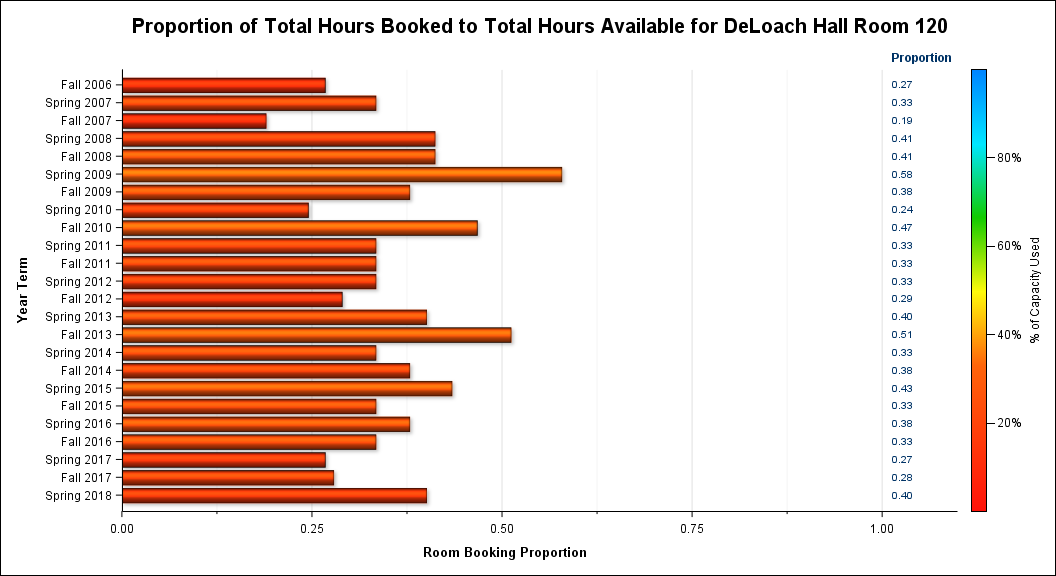 Proportion of Total Hours Booked to Total Hours Available for DeLoach Hall Room 120
Proportion
Fall 2006 0.27
Spring 2007 0.33
Fall 2007 0.19
Spring 2008 0.41
Fall 2008 0.41
Spring 2009 0.58
Fall 2009 0.38
Spring 2010 0.24
Fall 2010 0.47
Spring 2011 0.33
Fall 2011 0.33
Spring 2012 0.33
Fall 2012 0.29
Spring 2013 0.40
Fall 2013 0.51
Spring 2014 0.33
Fall 2014 0.38
Spring 2015 0.43
Fall 2015 0.33
Spring 2016 0.38
Fall 2016 0.33
Spring 2017 0.27
Fall 2017 0.28
Spring 2018 0.40
Year Term
80%
60%
40%
20%
% of Capacity Used
0.00 0.25 0.50 0.75 1.00
Room Booking Proportion